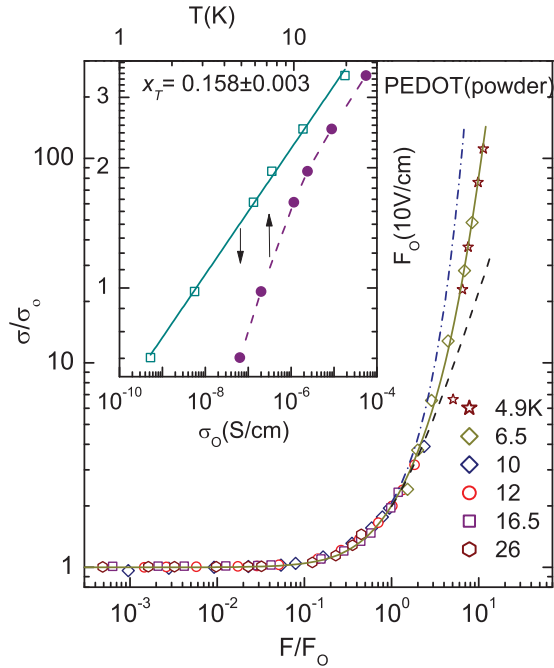 T(K)
1 10
x_T = 0.158±0.003
PEDOT(powder)
3
2
1
F_O(10V/cm)
10^-10 10^-8 10^-6 10^-4
σ_O(S/cm)
100
10
1
σ/σ_o
4.9K
6.5
10
12
16.5
26
10^-3 10^-2 10^-1 10^0 10^1
F/F_O